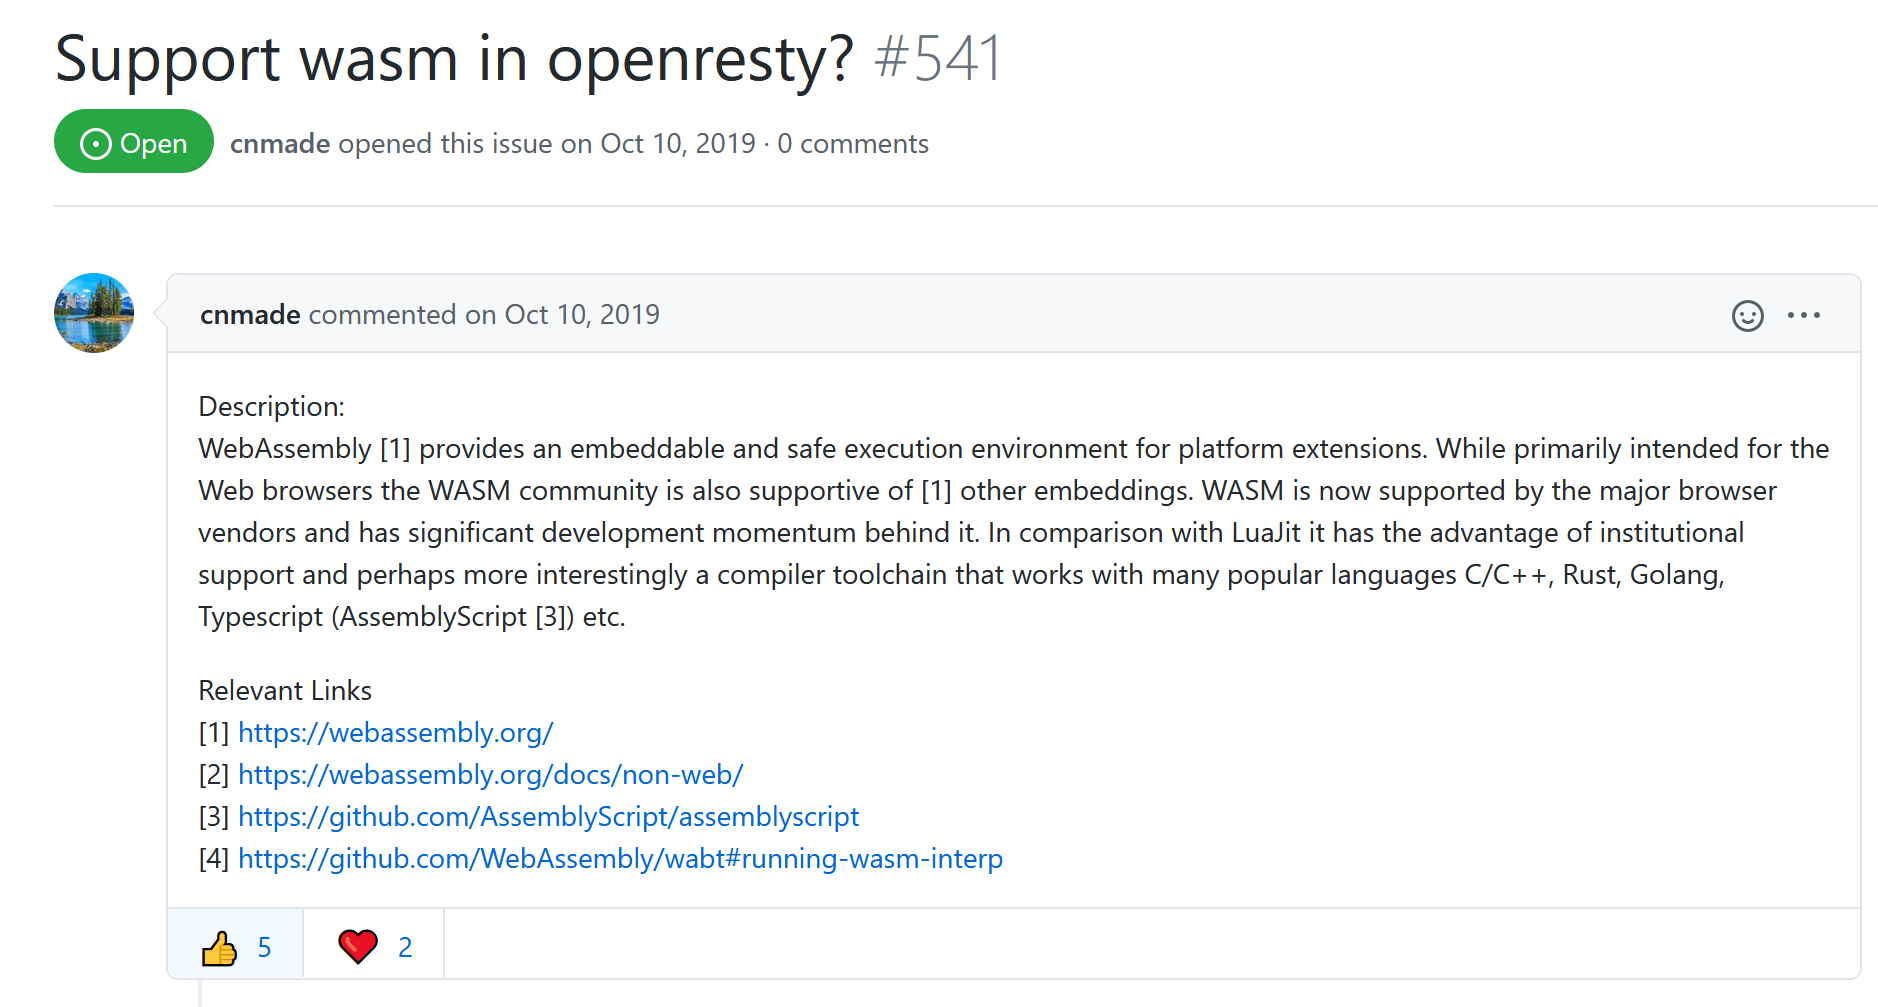 Support wasm in openresty? #541
Open cnmade opened this issue on Oct 10, 2019 · 0 comments
cnmade commented on Oct 10, 2019
Description:
WebAssembly [1] provides an embeddable and safe execution environment for platform extensions. While primarily intended for the
Web browsers the WASM community is also supportive of [1] other embeddings. WASM is now supported by the major browser
vendors and has significant development momentum behind it. In comparison with LuaJit it has the advantage of institutional
support and perhaps more interestingly a compiler toolchain that works with many popular languages C/C++, Rust, Golang,
Typescript (AssemblyScript [3]) etc.
Relevant Links
[1] https://webassembly.org/
[2] https://webassembly.org/docs/non-web/
[3] https://github.com/AssemblyScript/assemblyscript
[4] https://github.com/WebAssembly/wabt#running-wasm-interp
5 2